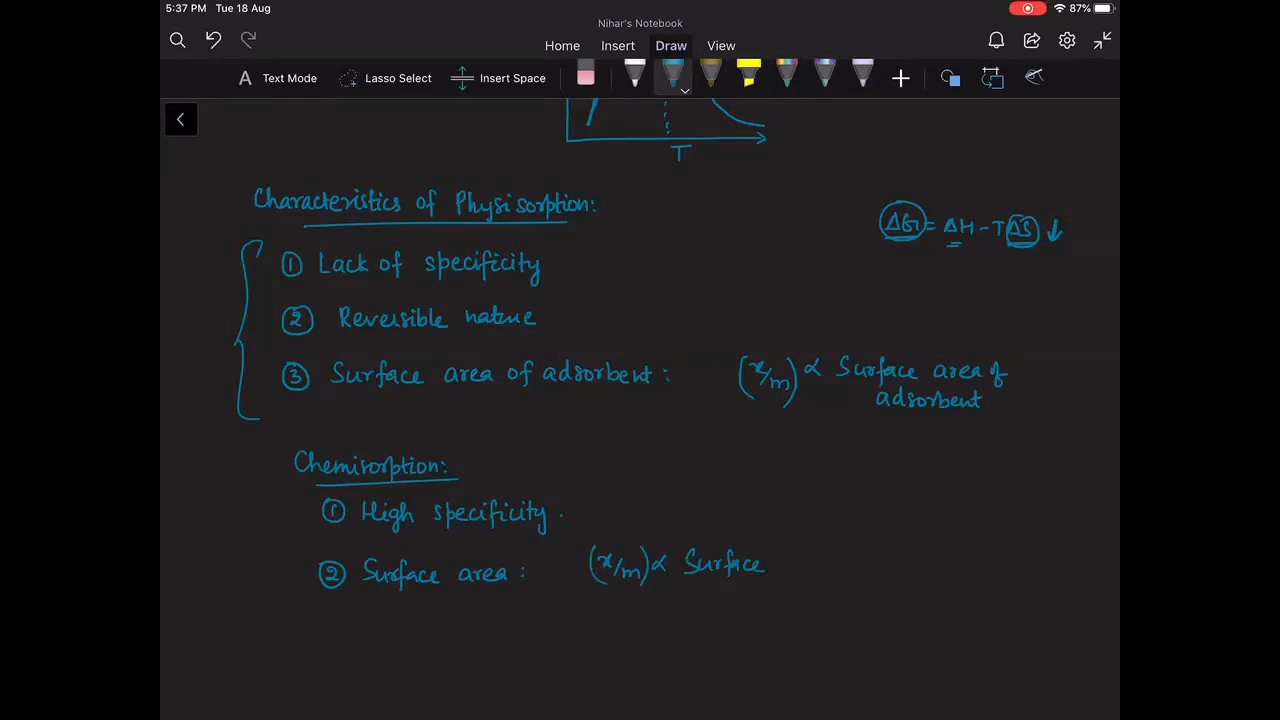 5:37 PM Tue 18 Aug
87%
Nihar's Notebook
Home Insert Draw View
Text Mode Lasso Select Insert Space
T
Characteristics of Physisorption:
ΔG = ΔH - TΔS ↓
① Lack of specificity
② Reversible nature
③ Surface area of adsorbent : (x/m) ∝ Surface area of
adsorbent
Chemisorption:
① High specificity.
② Surface area : (x/m) ∝ Surface